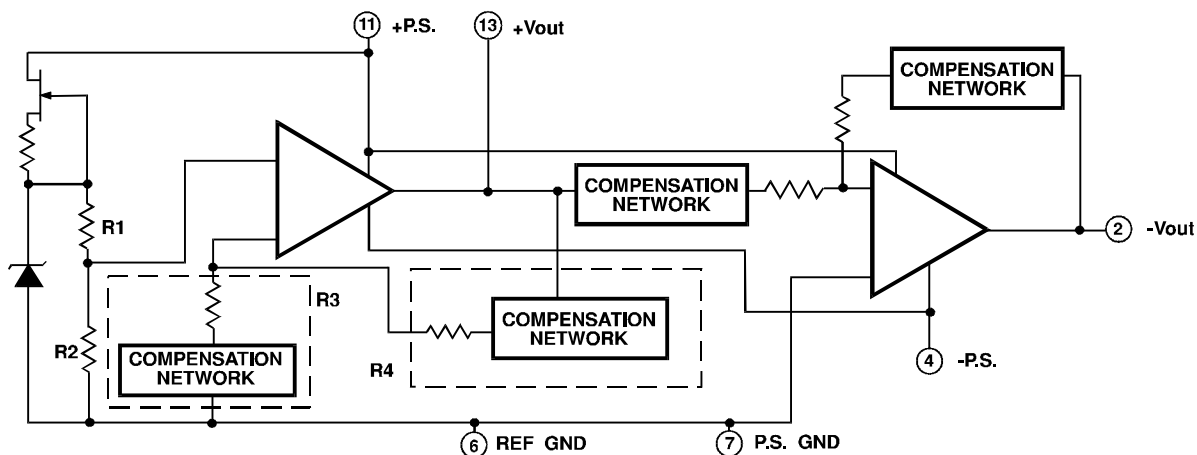 11 +P.S.
13 +Vout
COMPENSATION
NETWORK
COMPENSATION
NETWORK
R1
2 -Vout
R3
COMPENSATION
NETWORK
R2
COMPENSATION
NETWORK
R4
4 -P.S.
6 REF GND
7 P.S. GND